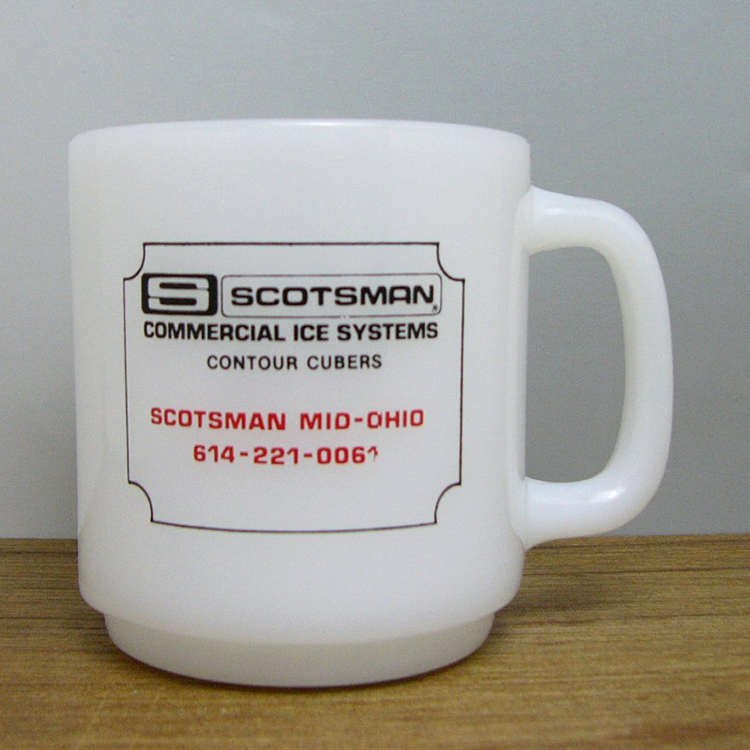 S SCOTSMAN®
COMMERCIAL ICE SYSTEMS
CONTOUR CUBERS
SCOTSMAN MID-OHIO
614-221-0061